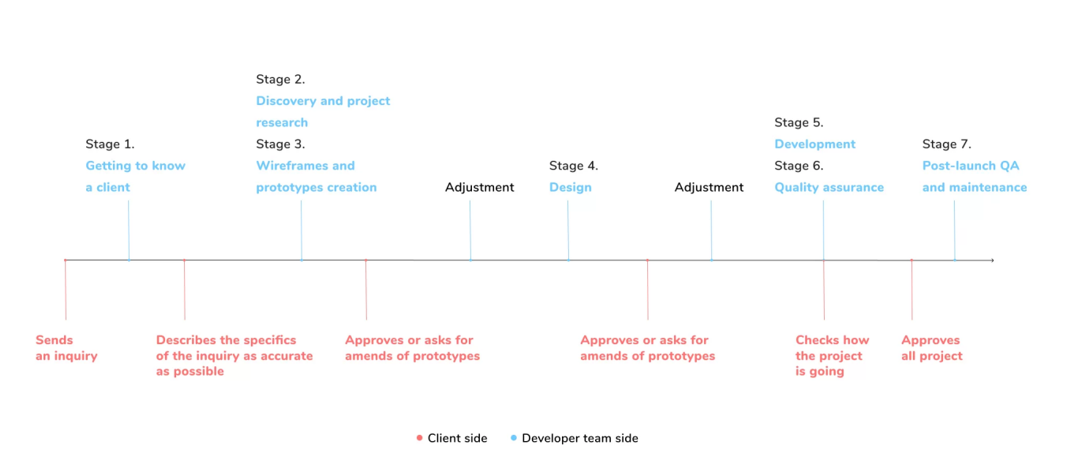 Stage 1.
Getting to know
a client
Stage 2.
Discovery and project
research
Stage 3.
Wireframes and
prototypes creation
Adjustment
Stage 4.
Design
Adjustment
Stage 5.
Development
Stage 6.
Quality assurance
Stage 7.
Post-launch QA
and maintenance
Sends
an inquiry
Describes the specifics
of the inquiry as accurate
as possible
Approves or asks for
amends of prototypes
Approves or asks for
amends of prototypes
Checks how
the project
is going
Approves
all project
Client side
Developer team side